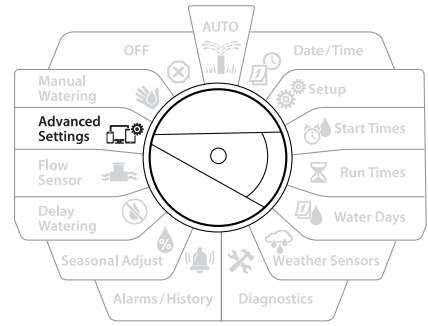 AUTO
OFF
Date / Time
Manual
Watering
Setup
Advanced
Settings
Start Times
Flow
Sensor
Run Times
Delay
Watering
Water Days
%
Seasonal Adjust
Weather Sensors
Alarms / History
Diagnostics